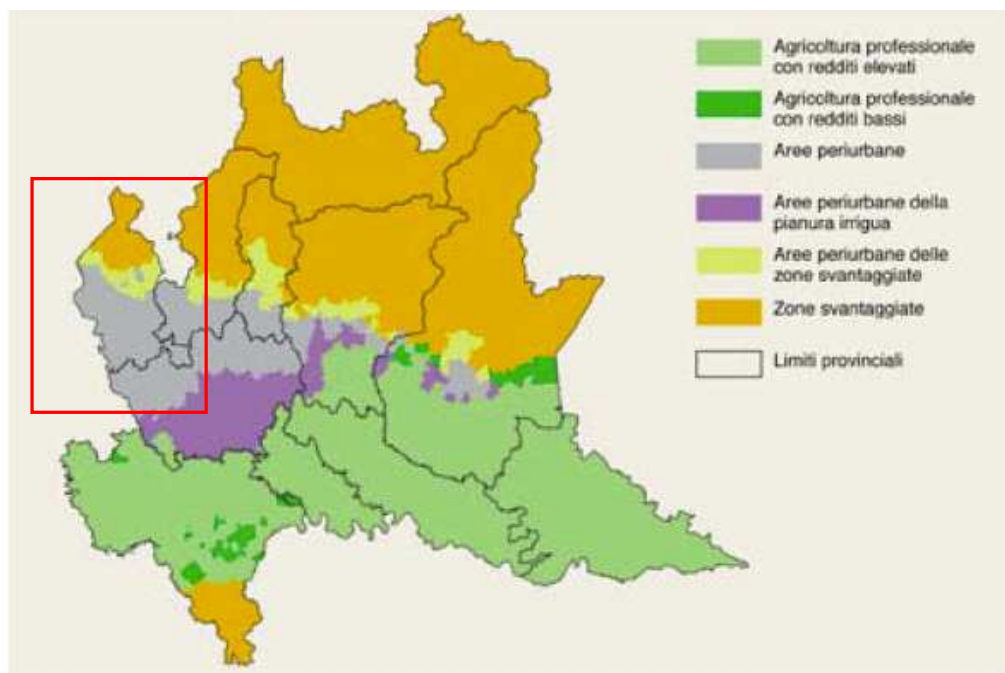 Agricoltura professionale
con redditi elevati
Agricoltura professionale
con redditi bassi
Aree periurbane
Aree periurbane della
pianura irrigua
Aree periurbane delle
zone svantaggiate
Zone svantaggiate
Limiti provinciali